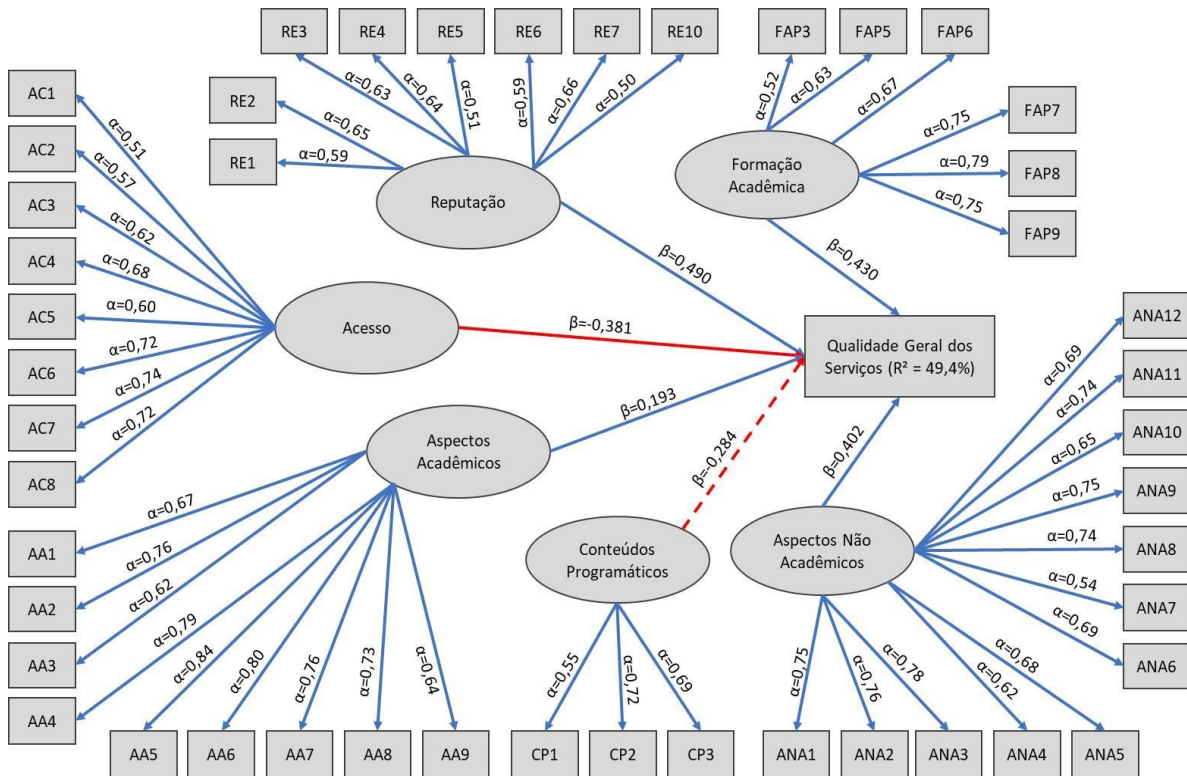 RE3
RE4
RE5
RE6
RE7
RE10
FAP3
FAP5
FAP6
AC1
AC2
AC3
AC4
AC5
AC6
AC7
AC8
RE2
RE1
α=0,63
α=0,64
α=0,51
α=0,59
α=0,66
α=0,50
α=0,65
α=0,59
Reputação
α=0,52
α=0,63
α=0,67
α=0,75
α=0,79
α=0,75
FAP7
FAP8
FAP9
Formação
Acadêmica
α=0,51
α=0,57
α=0,62
α=0,68
α=0,60
α=0,72
α=0,74
α=0,72
Acesso
β=0,490
β=0,430
β=-0,381
β=0,193
β=-0,284
β=0,402
Qualidade Geral dos
Serviços (R² = 49,4%)
Aspectos
Acadêmicos
α=0,67
α=0,76
α=0,62
α=0,79
α=0,84
α=0,80
α=0,76
α=0,73
α=0,64
AA1
AA2
AA3
AA4
AA5
AA6
AA7
AA8
AA9
Conteúdos
Programáticos
α=0,55
α=0,72
α=0,69
CP1
CP2
CP3
Aspectos Não
Acadêmicos
α=0,69
α=0,74
α=0,65
α=0,75
α=0,74
α=0,54
α=0,69
ANA12
ANA11
ANA10
ANA9
ANA8
ANA7
ANA6
α=0,75
α=0,76
α=0,78
α=0,62
α=0,68
ANA1
ANA2
ANA3
ANA4
ANA5